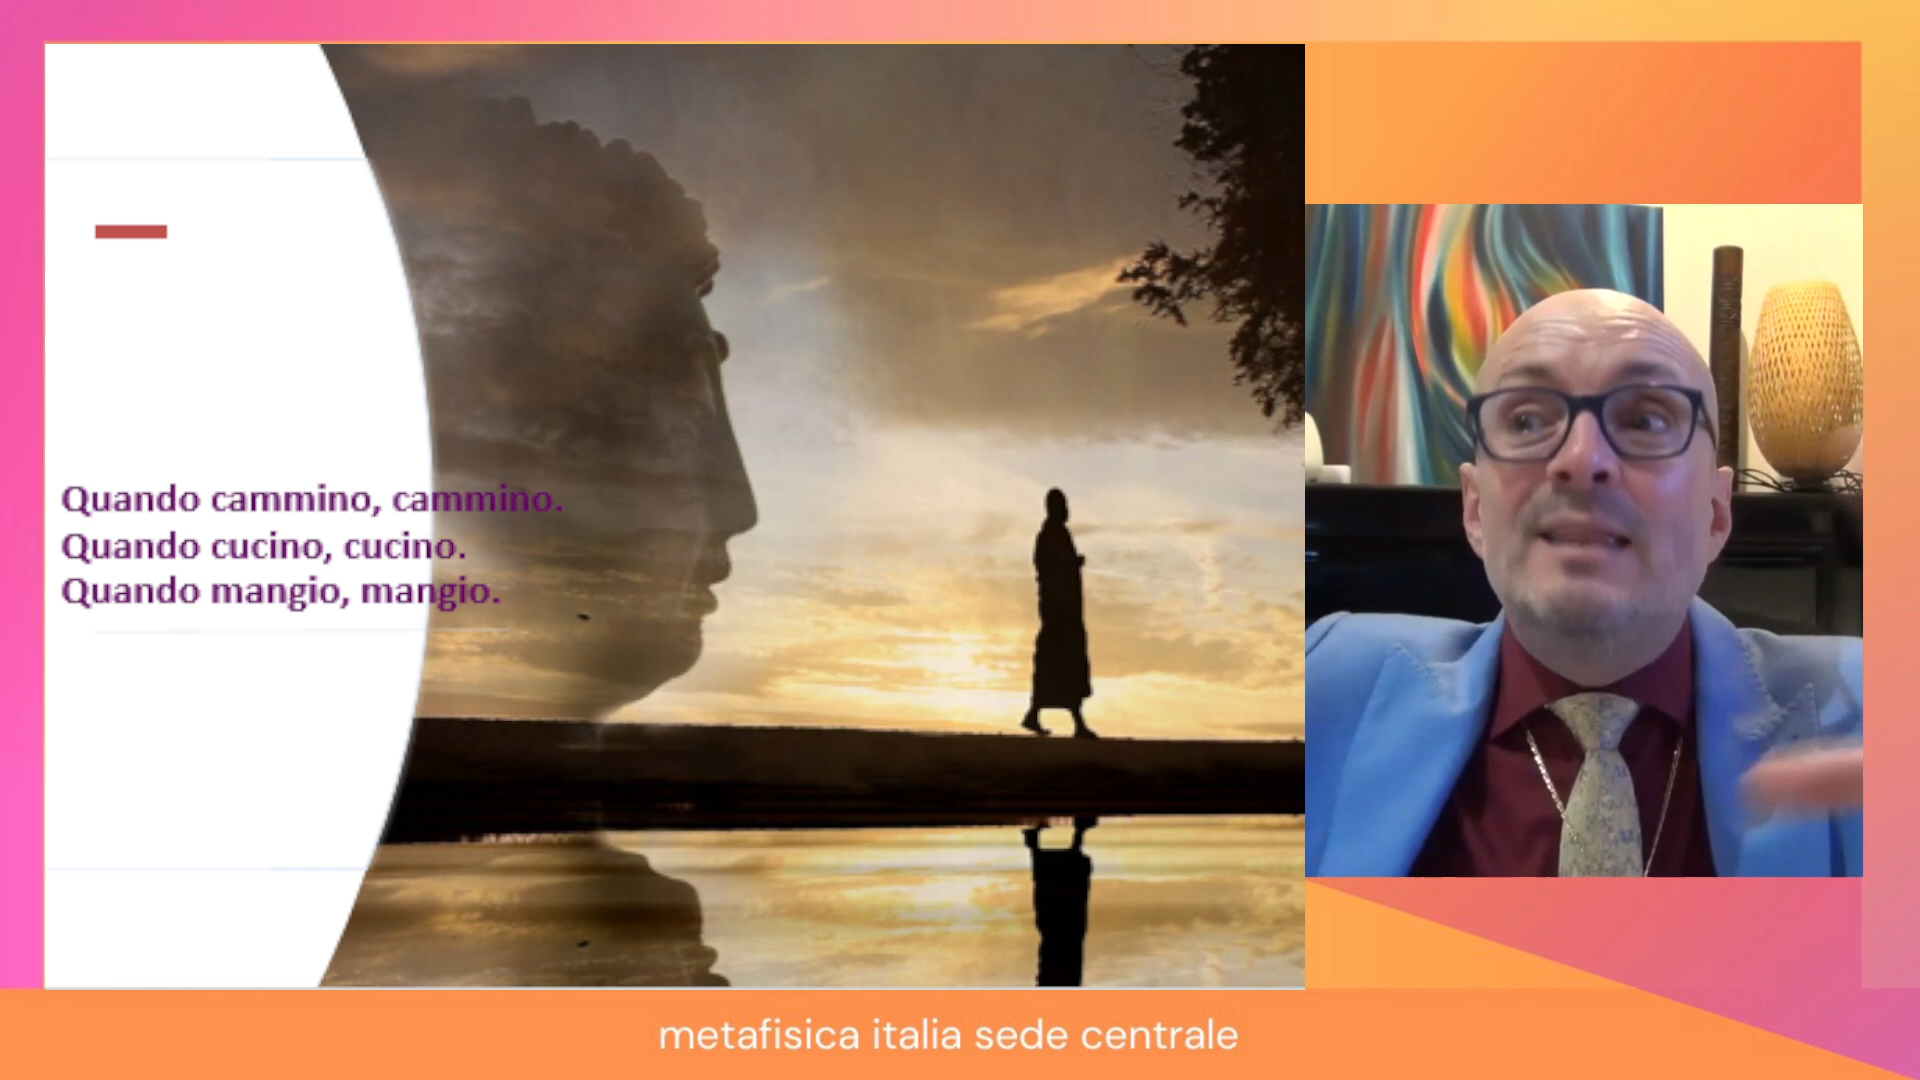 Quando cammino, cammino.
Quando cucino, cucino.
Quando mangio, mangio.
metafisica italia sede centrale